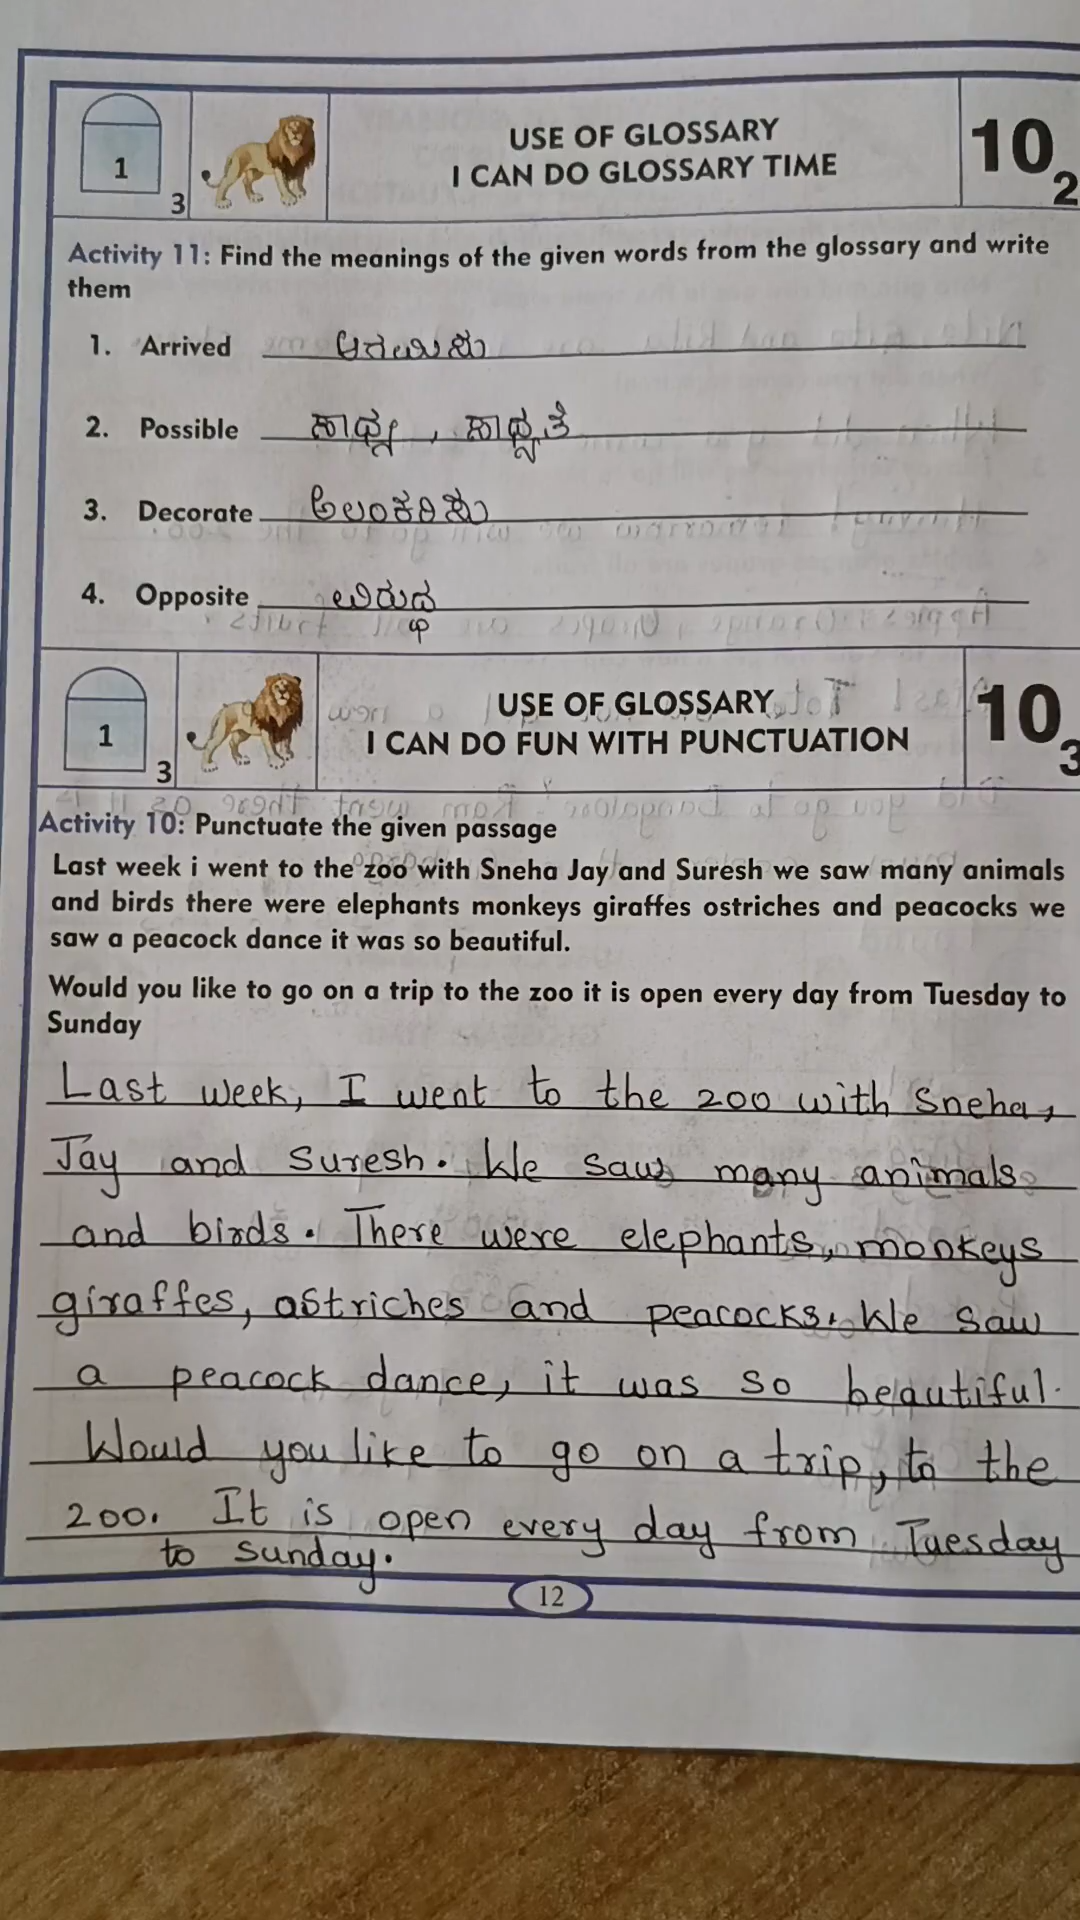 1
3
USE OF GLOSSARY
I CAN DO GLOSSARY TIME
10
2
Activity 11: Find the meanings of the given words from the glossary and write
them
1. Arrived
2. Possible ಸಾಧ್ಯ, ಸಾಧ್ಯತೆ
3. Decorate ಅಲಂಕರಿಸು
4. Opposite ವಿರುದ್ಧ
1
3
USE OF GLOSSARY
I CAN DO FUN WITH PUNCTUATION
10
3
Activity 10: Punctuate the given passage
Last week i went to the zoo with Sneha Jay and Suresh we saw many animals
and birds there were elephants monkeys giraffes ostriches and peacocks we
saw a peacock dance it was so beautiful.
Would you like to go on a trip to the zoo it is open every day from Tuesday to
Sunday
Last week, I went to the zoo with Sneha,
Jay and Suresh. We saw many animals
and birds. There were elephants, monkeys
giraffes, astriches and peacocks. We saw
a peacock dance, it was so beautiful.
Would you like to go on a trip, to the
zoo. It is open every day from Tuesday
to Sunday.
12